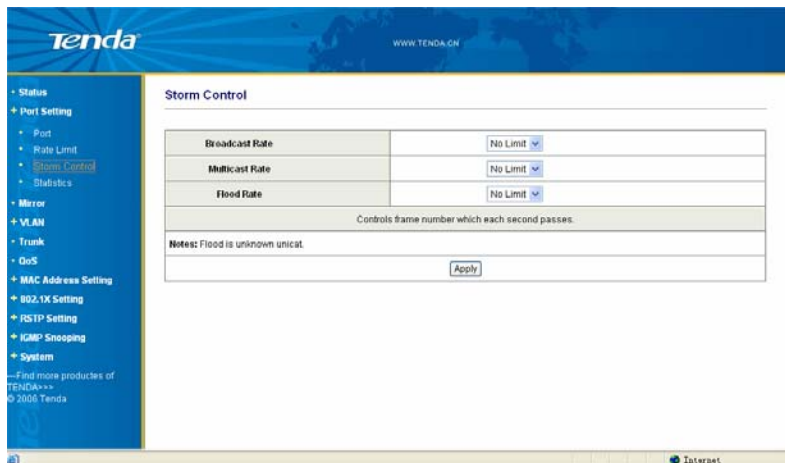 Tenda
WWW.TENDA.CN
Status
Port Setting
Port
Rate Limit
Storm Control
Statistics
Mirror
VLAN
Trunk
QoS
MAC Address Setting
802.1X Setting
RSTP Setting
IGMP Snooping
System
—Find more productes of
TENDA>>>
© 2006 Tenda
Storm Control
Broadcast Rate No Limit
Multicast Rate No Limit
Flood Rate No Limit
Controls frame number which each second passes.
Notes: Flood is unknown unicat.
Apply
Internet